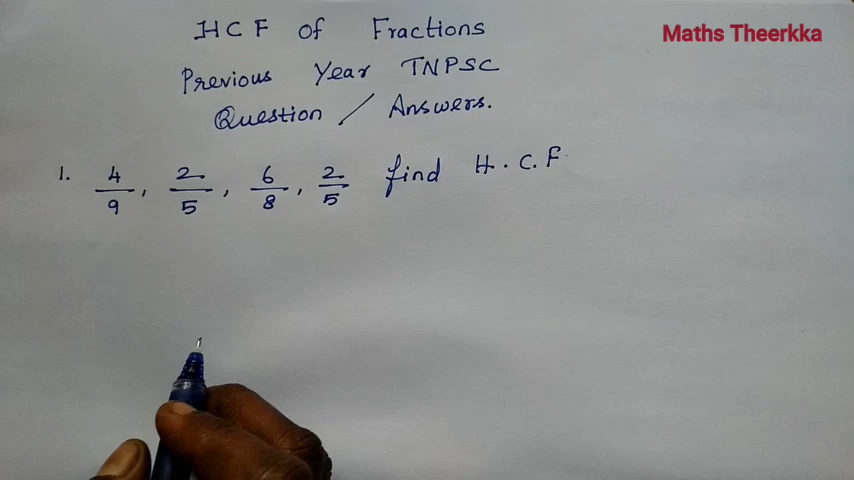 HCF of Fractions
Maths Theerkka
Previous Year TNPSC
Question / Answers.
1. 4/9, 2/5, 6/8, 2/5 find H.C.F.